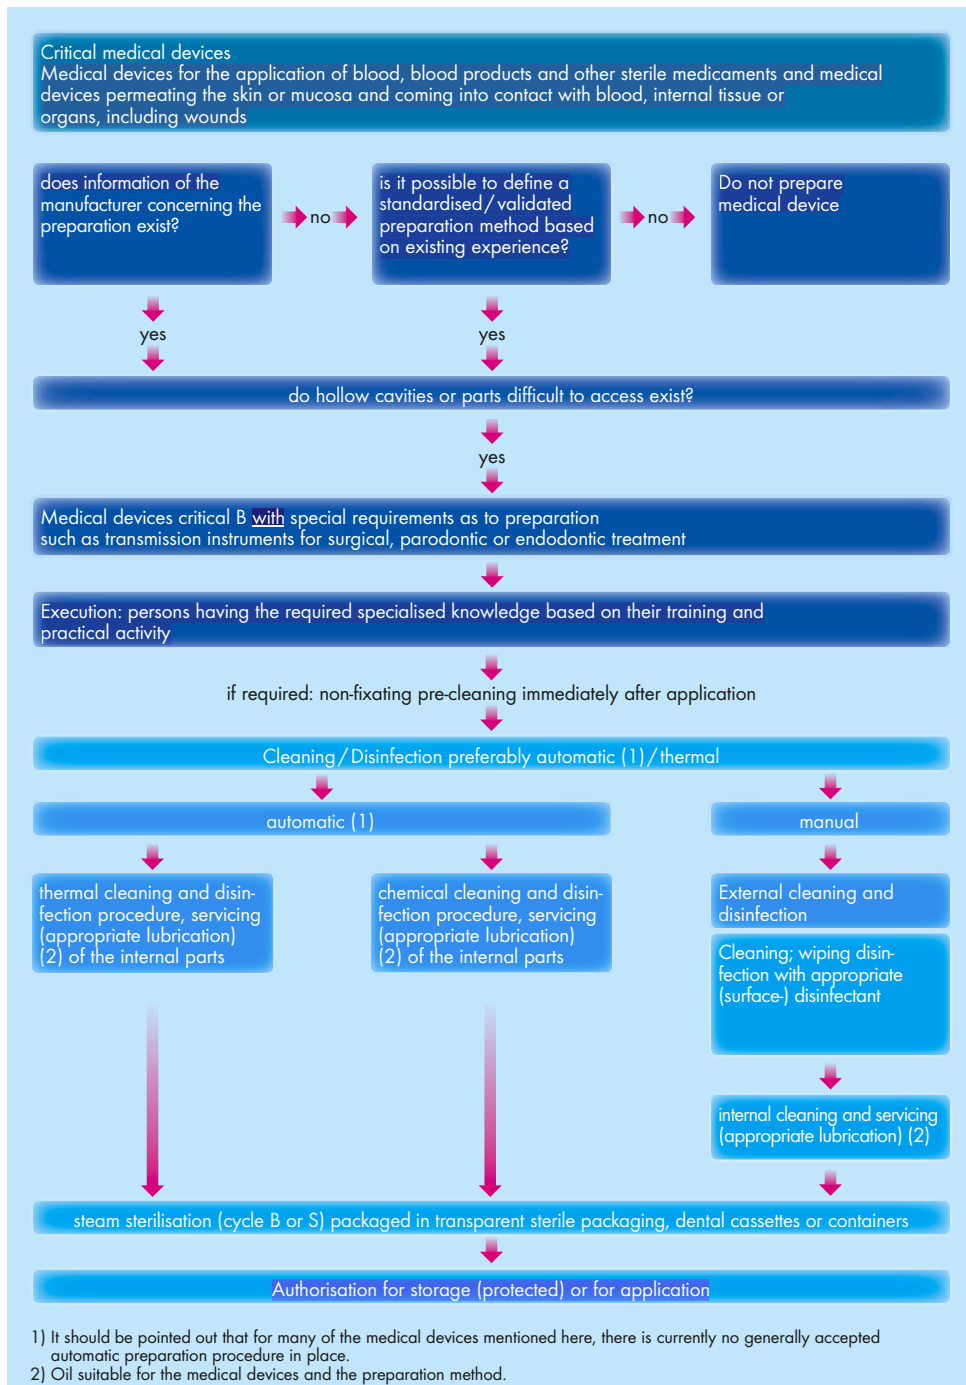 Critical medical devices
Medical devices for the application of blood, blood products and other sterile medicaments and medical
devices permeating the skin or mucosa and coming into contact with blood, internal tissue or
organs, including wounds
does information of the
manufacturer concerning the
preparation exist?
no
is it possible to define a
standardised/validated
preparation method based
on existing experience?
no
Do not prepare
medical device
yes
yes
do hollow cavities or parts difficult to access exist?
yes
Medical devices critical B with special requirements as to preparation
such as transmission instruments for surgical, parodontic or endodontic treatment
Execution: persons having the required specialised knowledge based on their training and
practical activity
if required: non-fixating pre-cleaning immediately after application
Cleaning/Disinfection preferably automatic (1)/thermal
automatic (1)
manual
thermal cleaning and disin-
fection procedure, servicing
(appropriate lubrication)
(2) of the internal parts
chemical cleaning and disin-
fection procedure, servicing
(appropriate lubrication)
(2) of the internal parts
External cleaning and
disinfection
Cleaning; wiping disin-
fection with appropriate
(surface-) disinfectant
internal cleaning and servicing
(appropriate lubrication) (2)
steam sterilisation (cycle B or S) packaged in transparent sterile packaging, dental cassettes or containers
Authorisation for storage (protected) or for application
1) It should be pointed out that for many of the medical devices mentioned here, there is currently no generally accepted
automatic preparation procedure in place.
2) Oil suitable for the medical devices and the preparation method.